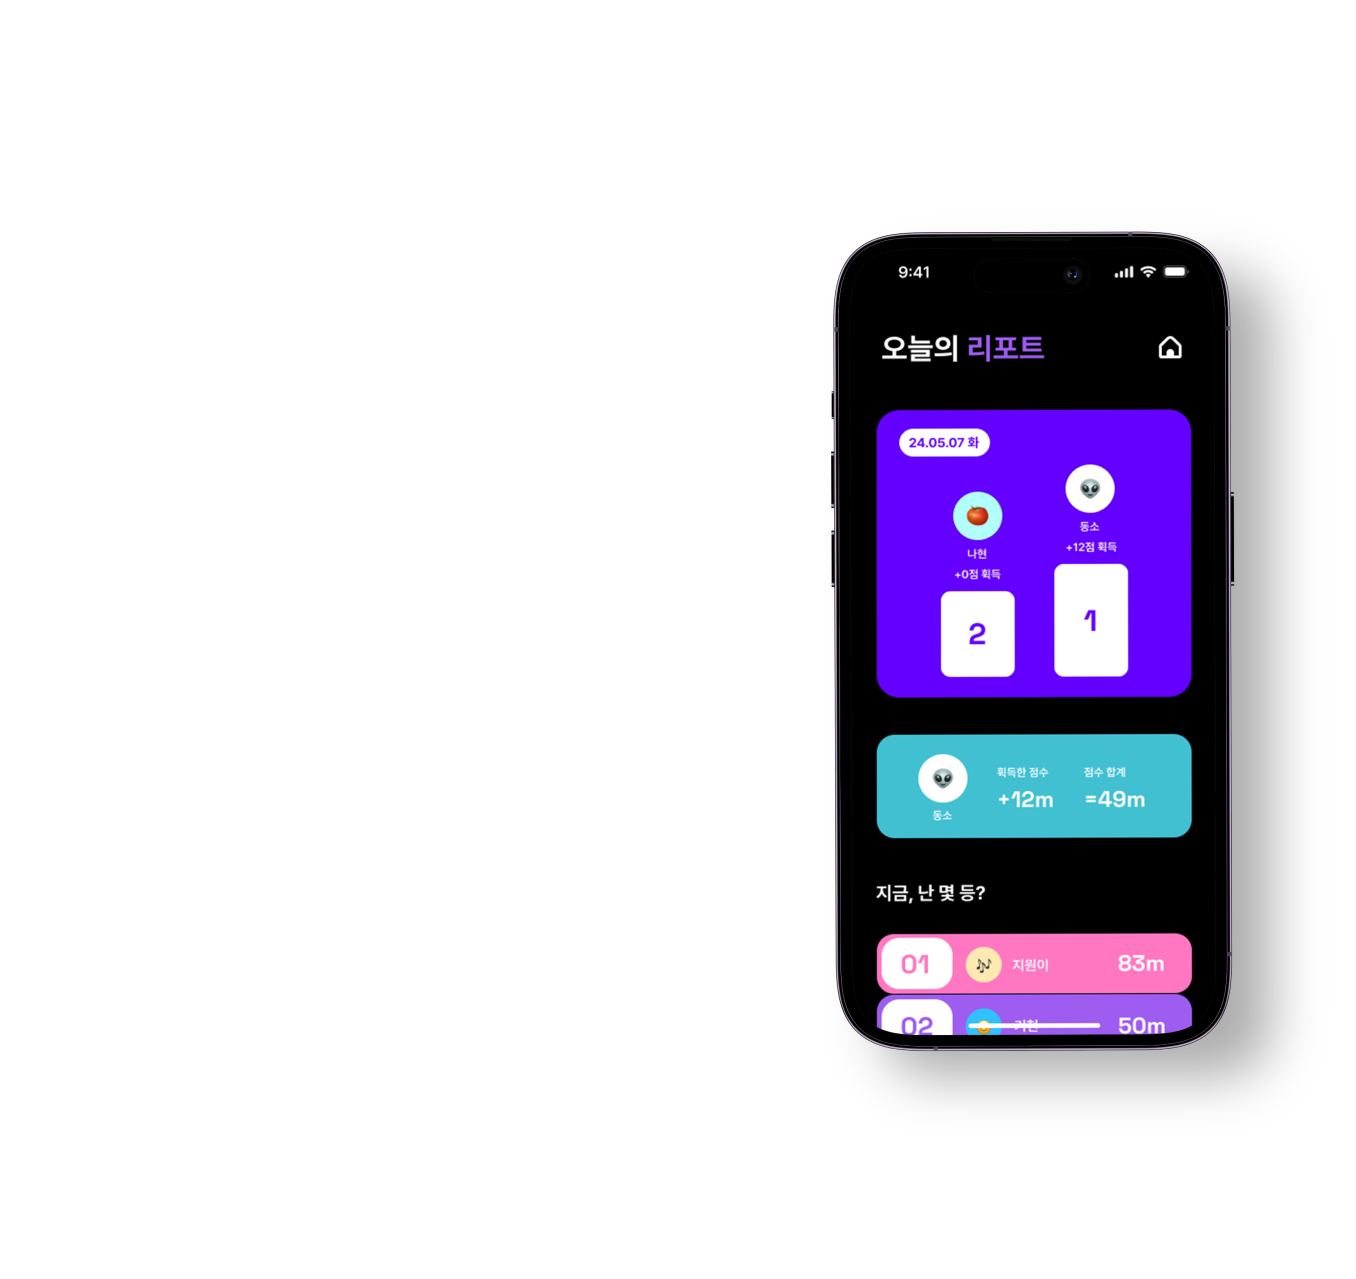 9:41
오늘의 리포트
24.05.07 화
동소
+12점 획득
나현
+0점 획득
2
1
획득한 점수
점수 합계
+12m
=49m
동소
지금, 난 몇 등?
01
지원이
83m
02
50m